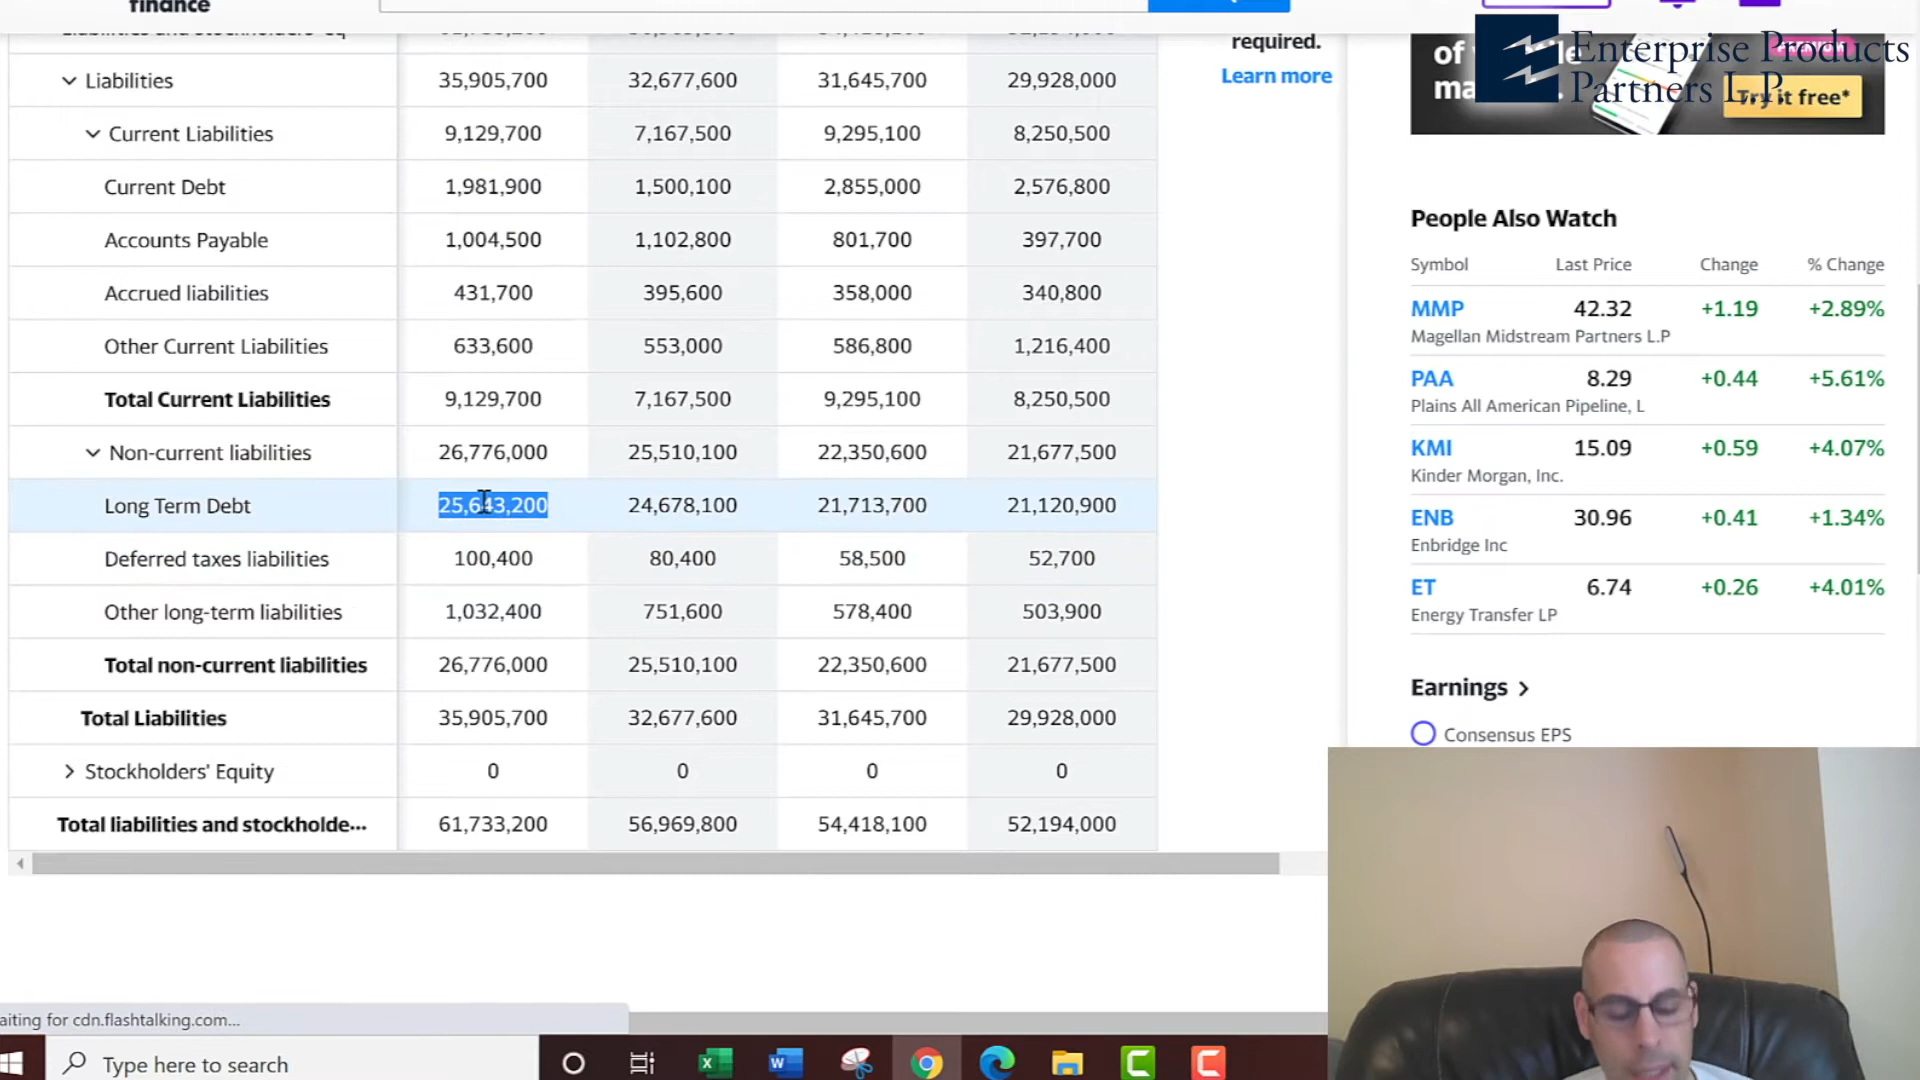 finance
required.
Learn more
Liabilities 35,905,700 32,677,600 31,645,700 29,928,000
Current Liabilities 9,129,700 7,167,500 9,295,100 8,250,500
Current Debt 1,981,900 1,500,100 2,855,000 2,576,800
Accounts Payable 1,004,500 1,102,800 801,700 397,700
Accrued liabilities 431,700 395,600 358,000 340,800
Other Current Liabilities 633,600 553,000 586,800 1,216,400
Total Current Liabilities 9,129,700 7,167,500 9,295,100 8,250,500
Non-current liabilities 26,776,000 25,510,100 22,350,600 21,677,500
Long Term Debt 25,643,200 24,678,100 21,713,700 21,120,900
Deferred taxes liabilities 100,400 80,400 58,500 52,700
Other long-term liabilities 1,032,400 751,600 578,400 503,900
Total non-current liabilities 26,776,000 25,510,100 22,350,600 21,677,500
Total Liabilities 35,905,700 32,677,600 31,645,700 29,928,000
Stockholders' Equity 0 0 0 0
Total liabilities and stockholde... 61,733,200 56,969,800 54,418,100 52,194,000
Enterprise Products
Partners L.P.
Try it free*
People Also Watch
Symbol Last Price Change % Change
MMP 42.32 +1.19 +2.89%
Magellan Midstream Partners L.P
PAA 8.29 +0.44 +5.61%
Plains All American Pipeline, L
KMI 15.09 +0.59 +4.07%
Kinder Morgan, Inc.
ENB 30.96 +0.41 +1.34%
Enbridge Inc
ET 6.74 +0.26 +4.01%
Energy Transfer LP
Earnings
Consensus EPS
aiting for cdn.flashtalking.com...
Type here to search